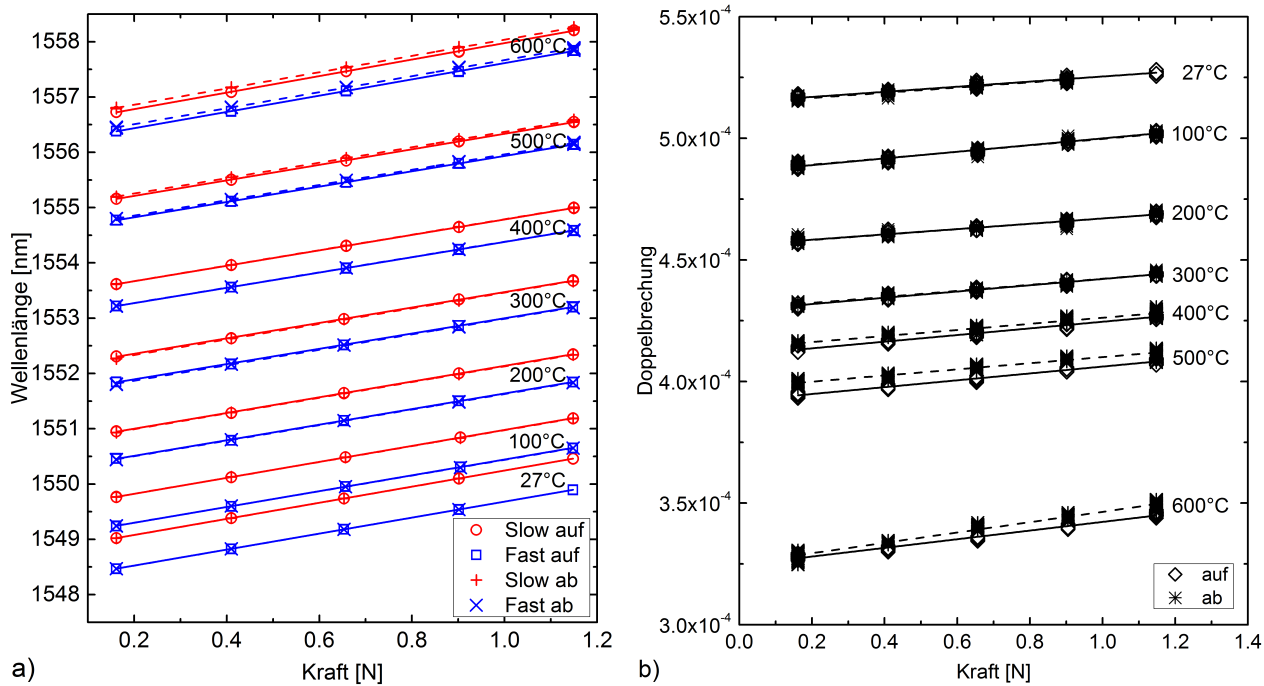 1558
1557
1556
1555
1554
1553
1552
1551
1550
1549
1548
Wellenlänge [nm]
600°C
500°C
400°C
300°C
200°C
100°C
27°C
Slow auf
Fast auf
Slow ab
Fast ab
0.2 0.4 0.6 0.8 1.0 1.2
Kraft [N]
a)
5.5x10-4
5.0x10-4
4.5x10-4
4.0x10-4
3.5x10-4
3.0x10-4
Doppelbrechung
27°C
100°C
200°C
300°C
400°C
500°C
600°C
auf
ab
0.0 0.2 0.4 0.6 0.8 1.0 1.2 1.4
Kraft [N]
b)